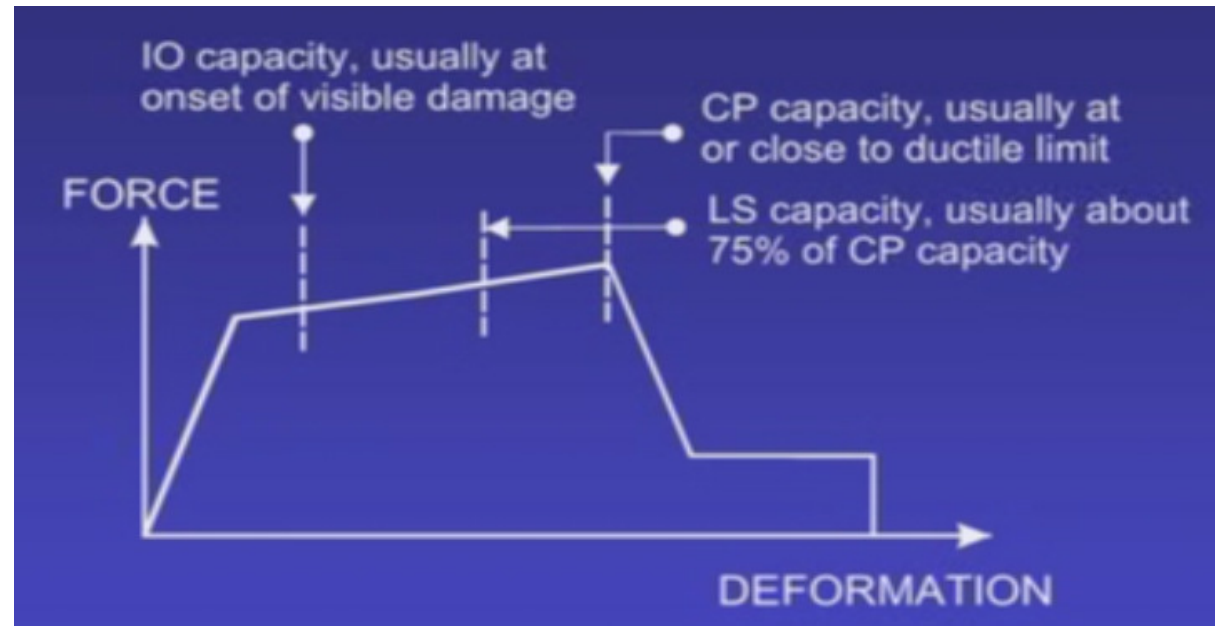 IO capacity, usually at
onset of visible damage
CP capacity, usually at
or close to ductile limit
FORCE
LS capacity, usually about
75% of CP capacity
DEFORMATION